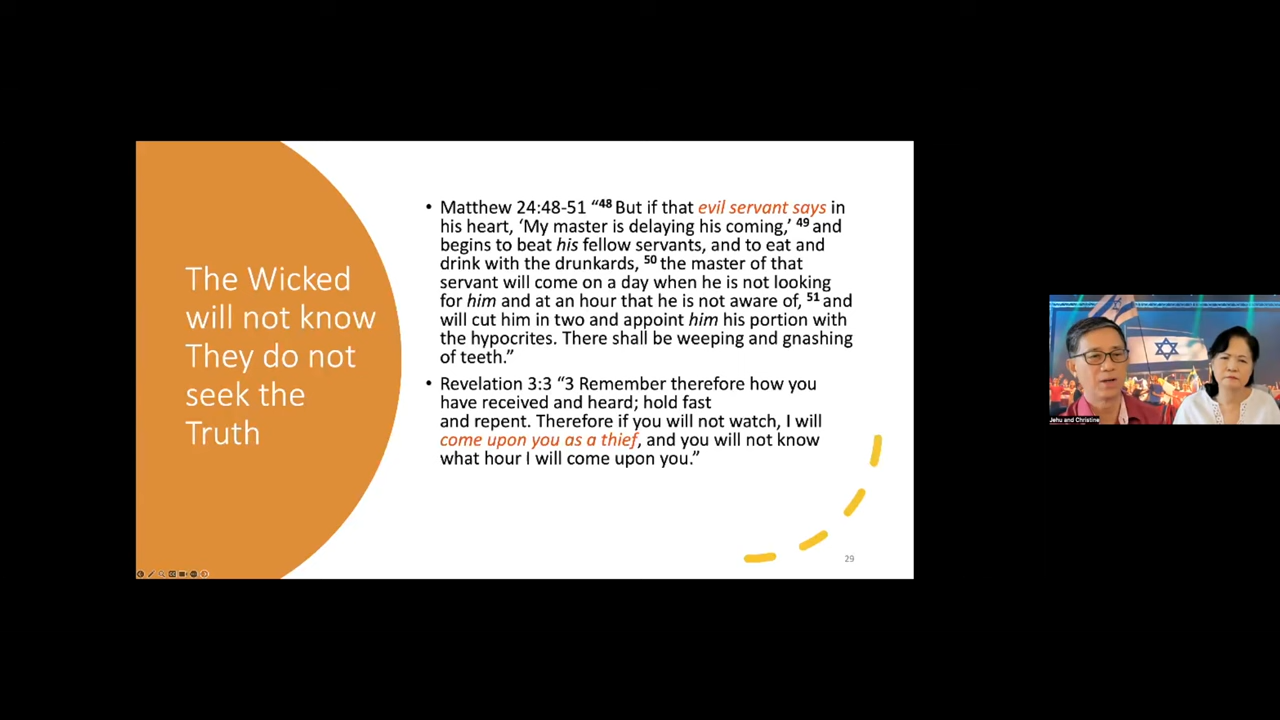 The Wicked
will not know
They do not
seek the
Truth
• Matthew 24:48-51 “48 But if that evil servant says in
his heart, ‘My master is delaying his coming,’ 49 and
begins to beat his fellow servants, and to eat and
drink with the drunkards, 50 the master of that
servant will come on a day when he is not looking
for him and at an hour that he is not aware of, 51 and
will cut him in two and appoint him his portion with
the hypocrites. There shall be weeping and gnashing
of teeth.”
• Revelation 3:3 “3 Remember therefore how you
have received and heard; hold fast
and repent. Therefore if you will not watch, I will
come upon you as a thief, and you will not know
what hour I will come upon you.”
29
Jehu and Christine